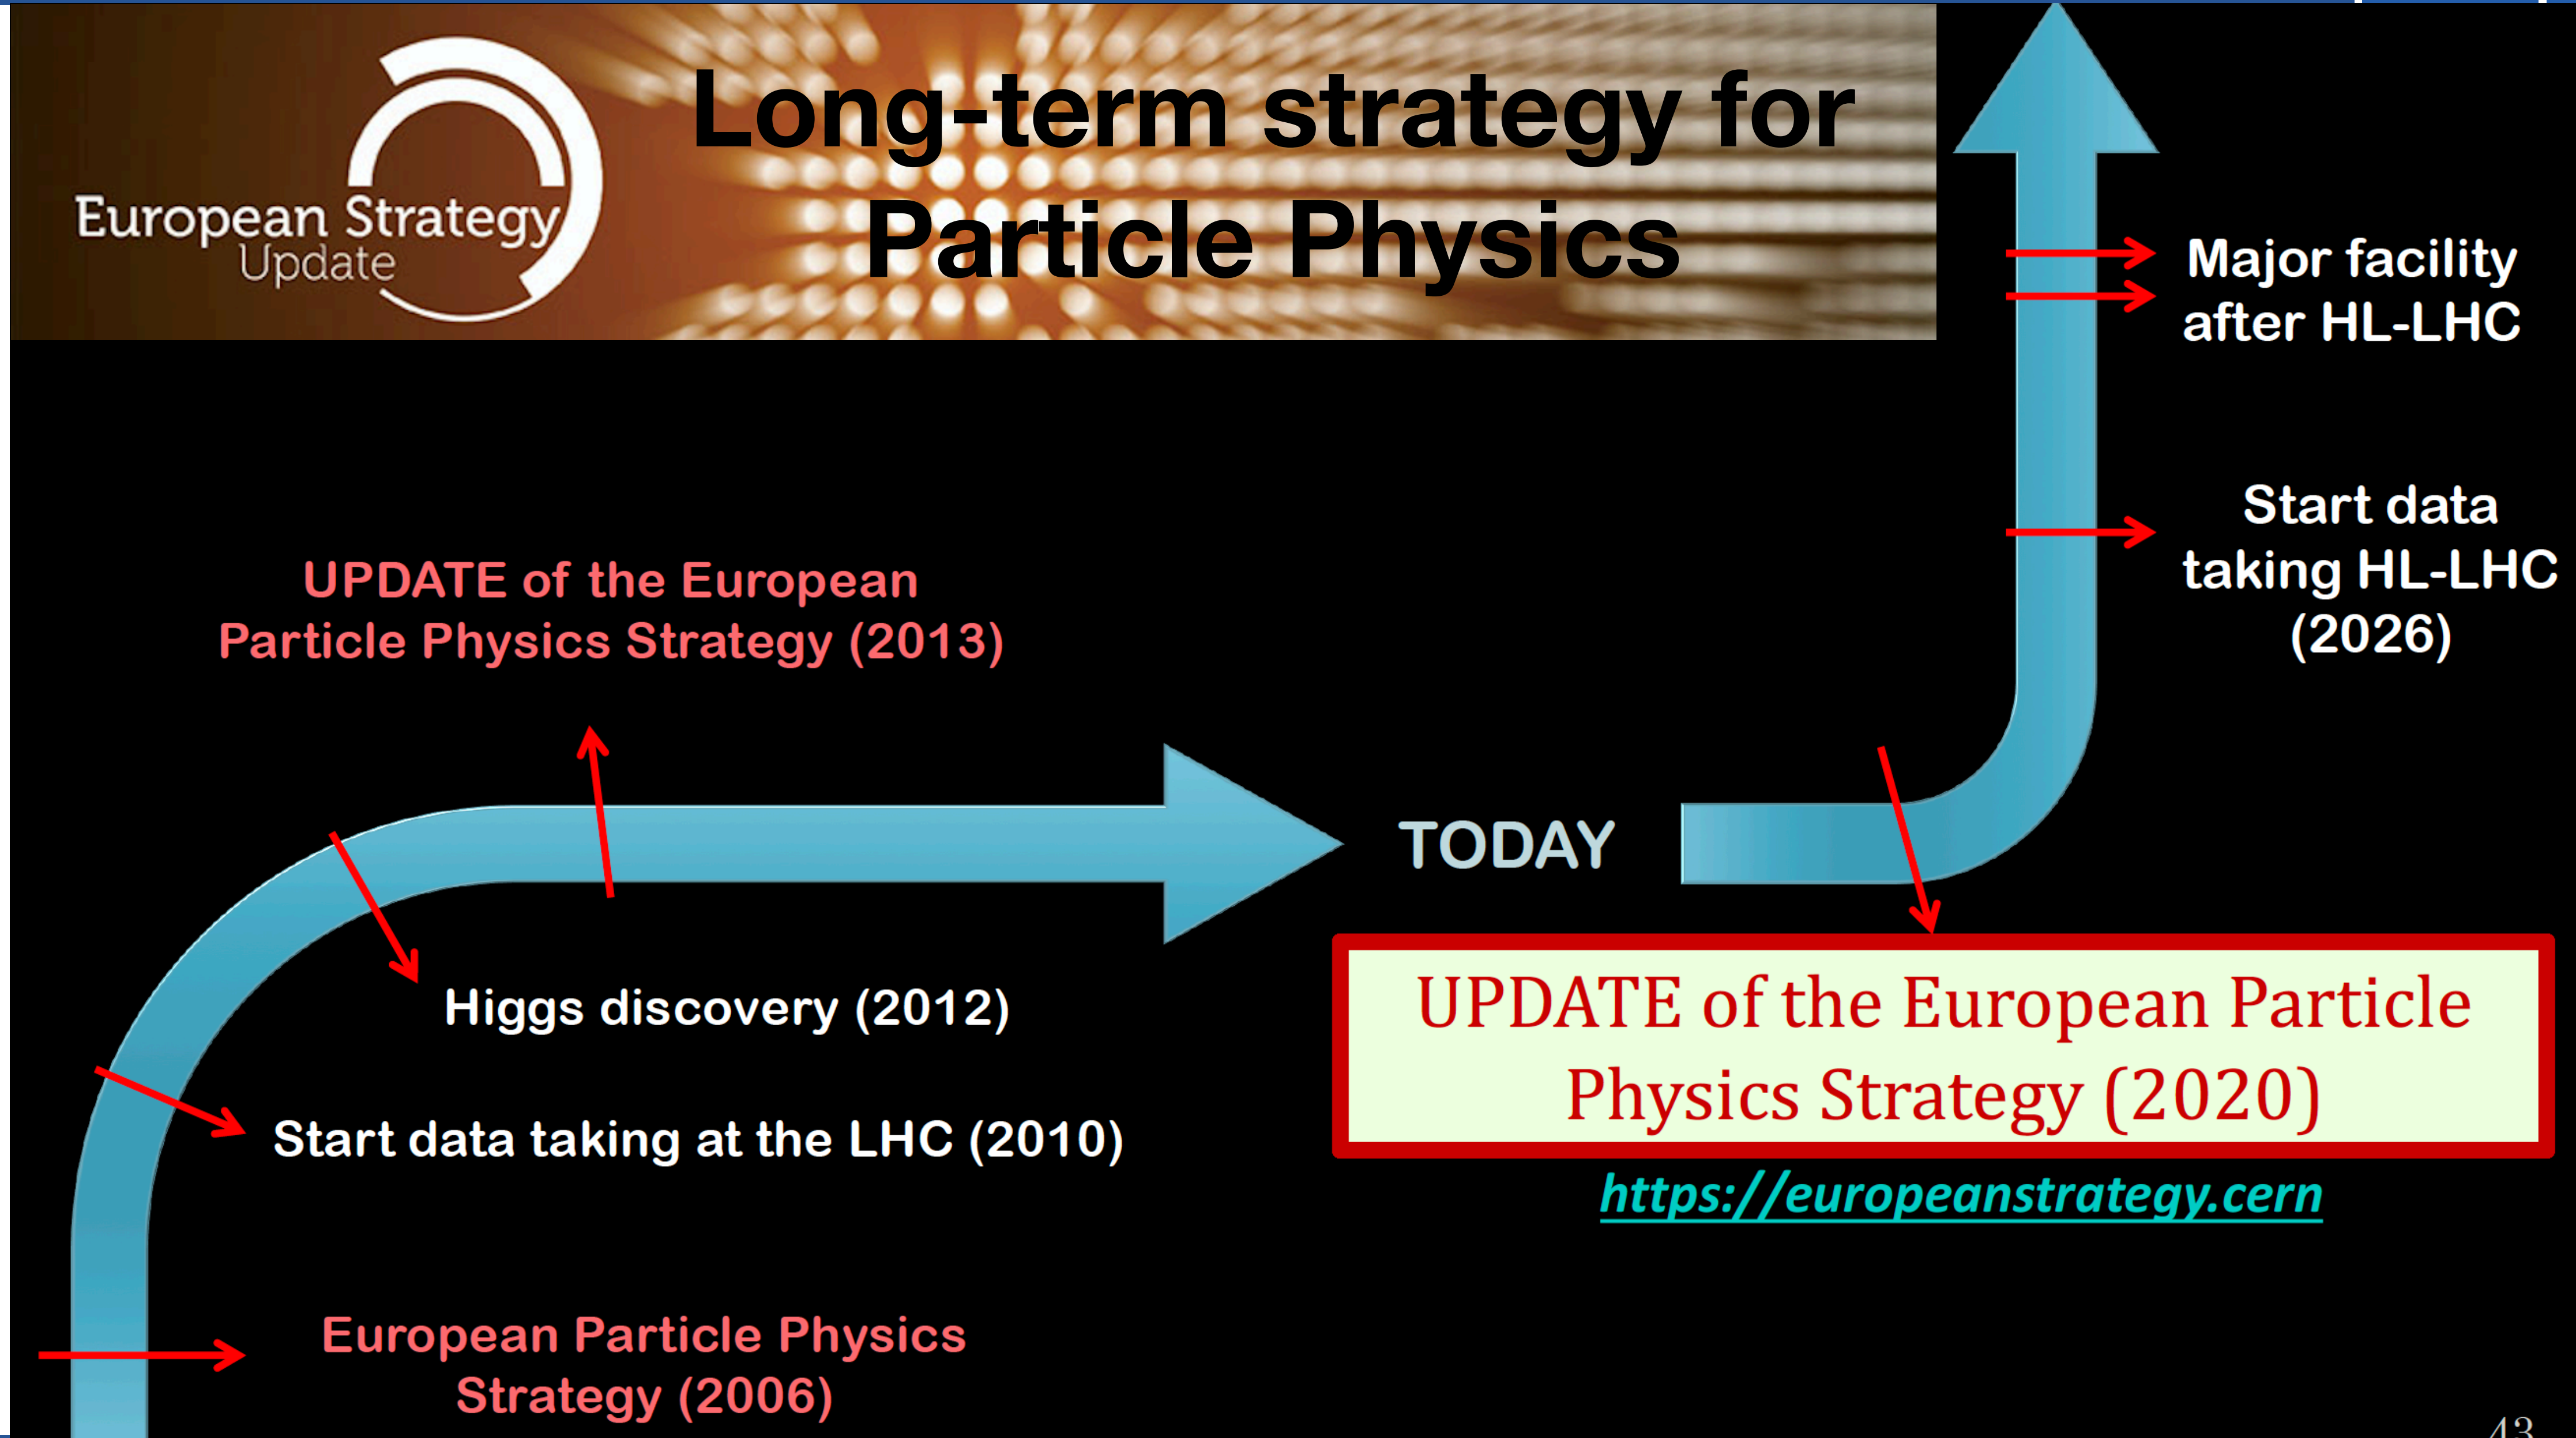 European Strategy
Update
Long-term strategy for
Particle Physics
Major facility
after HL-LHC
Start data
taking HL-LHC
(2026)
UPDATE of the European
Particle Physics Strategy (2013)
TODAY
Higgs discovery (2012)
Start data taking at the LHC (2010)
European Particle Physics
Strategy (2006)
UPDATE of the European Particle
Physics Strategy (2020)
https://europeanstrategy.cern
43